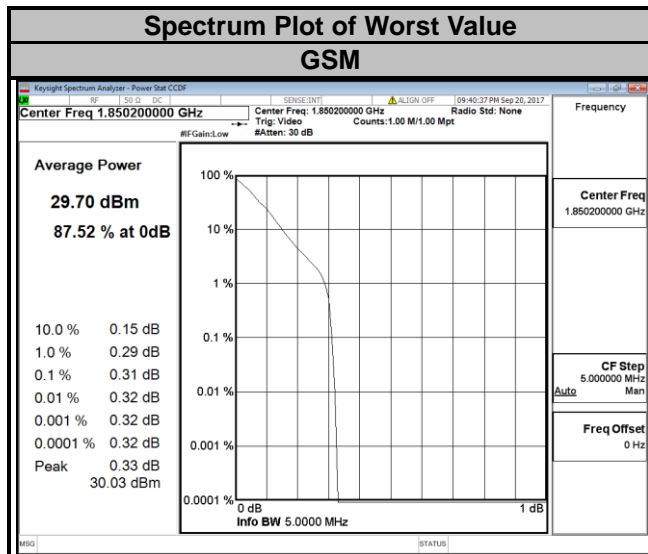 Spectrum Plot of Worst Value
GSM
Keysight Spectrum Analyzer - Power Stat CCDF
RF 50 Ω DC SENSE:INT ALIGN OFF 09:40:37 PM Sep 20, 2017
Center Freq 1.850200000 GHz
Center Freq: 1.850200000 GHz Radio Std: None
Trig: Video Counts:1.00 M/1.00 Mpt
#IFGain:Low #Atten: 30 dB
Frequency
Average Power
29.70 dBm
87.52 % at 0dB
10.0 % 0.15 dB
1.0 % 0.29 dB
0.1 % 0.31 dB
0.01 % 0.32 dB
0.001 % 0.32 dB
0.0001 % 0.32 dB
Peak 0.33 dB
30.03 dBm
100 %
10 %
1 %
0.1 %
0.01 %
0.001 %
0.0001 %
0 dB 1 dB
Info BW 5.0000 MHz
Center Freq
1.850200000 GHz
CF Step
5.000000 MHz
Auto Man
Freq Offset
0 Hz
MSG STATUS